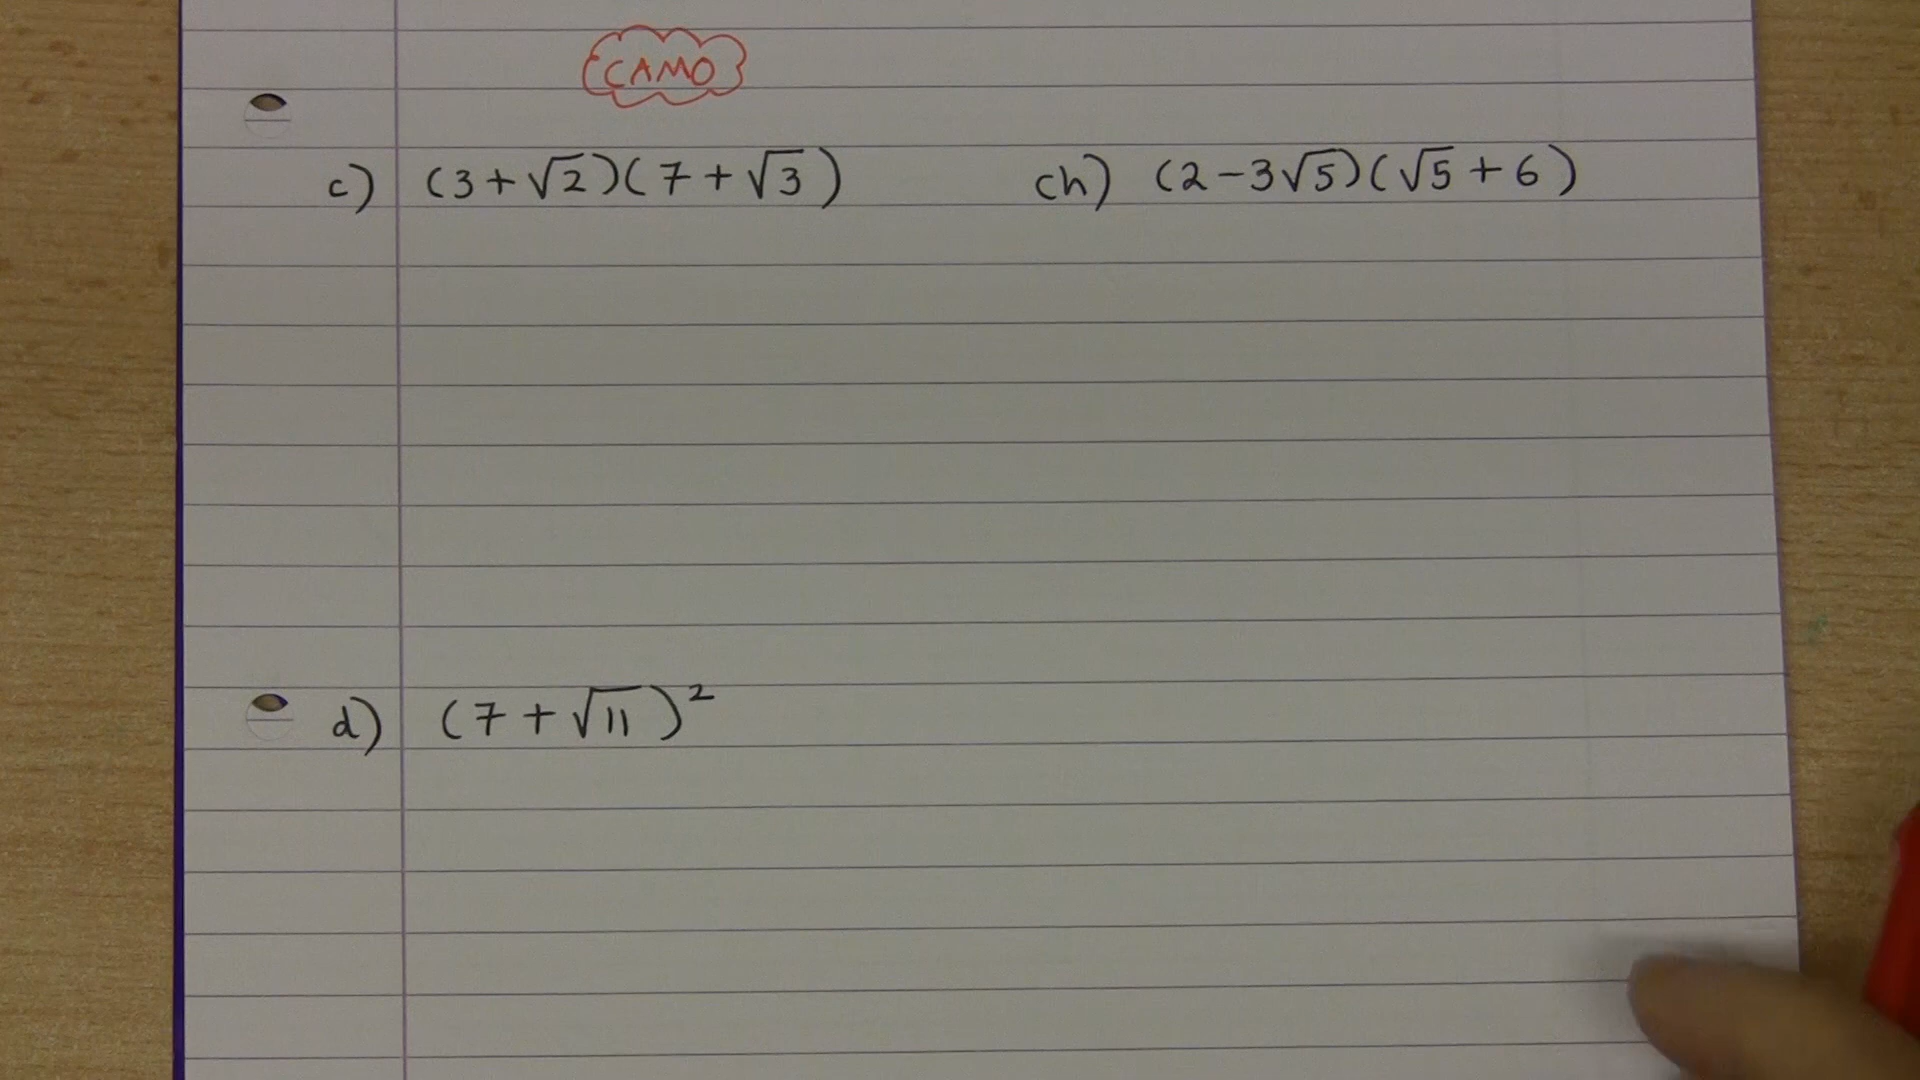 CAMO
c) (3+√2)(7+√3) ch) (2-3√5)(√5+6)
d) (7+√11)²